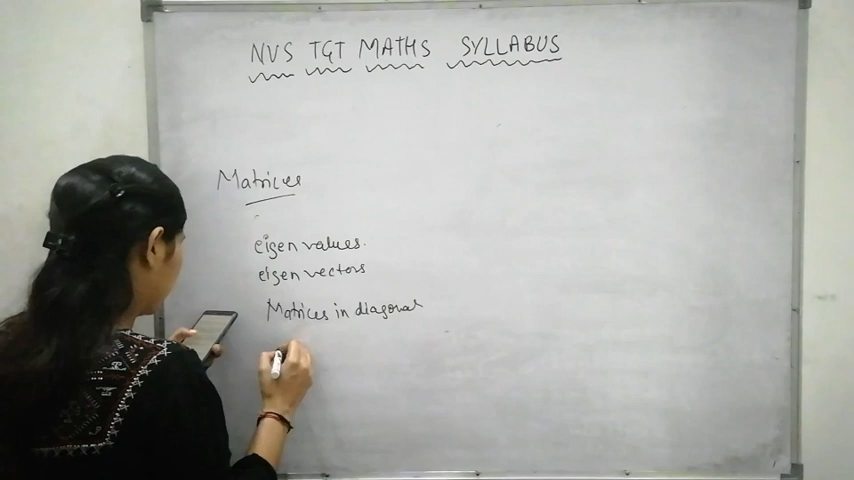 NVS TGT MATHS SYLLABUS
Matrices
eigen values.
eigen vectors
Matrices in diagonal